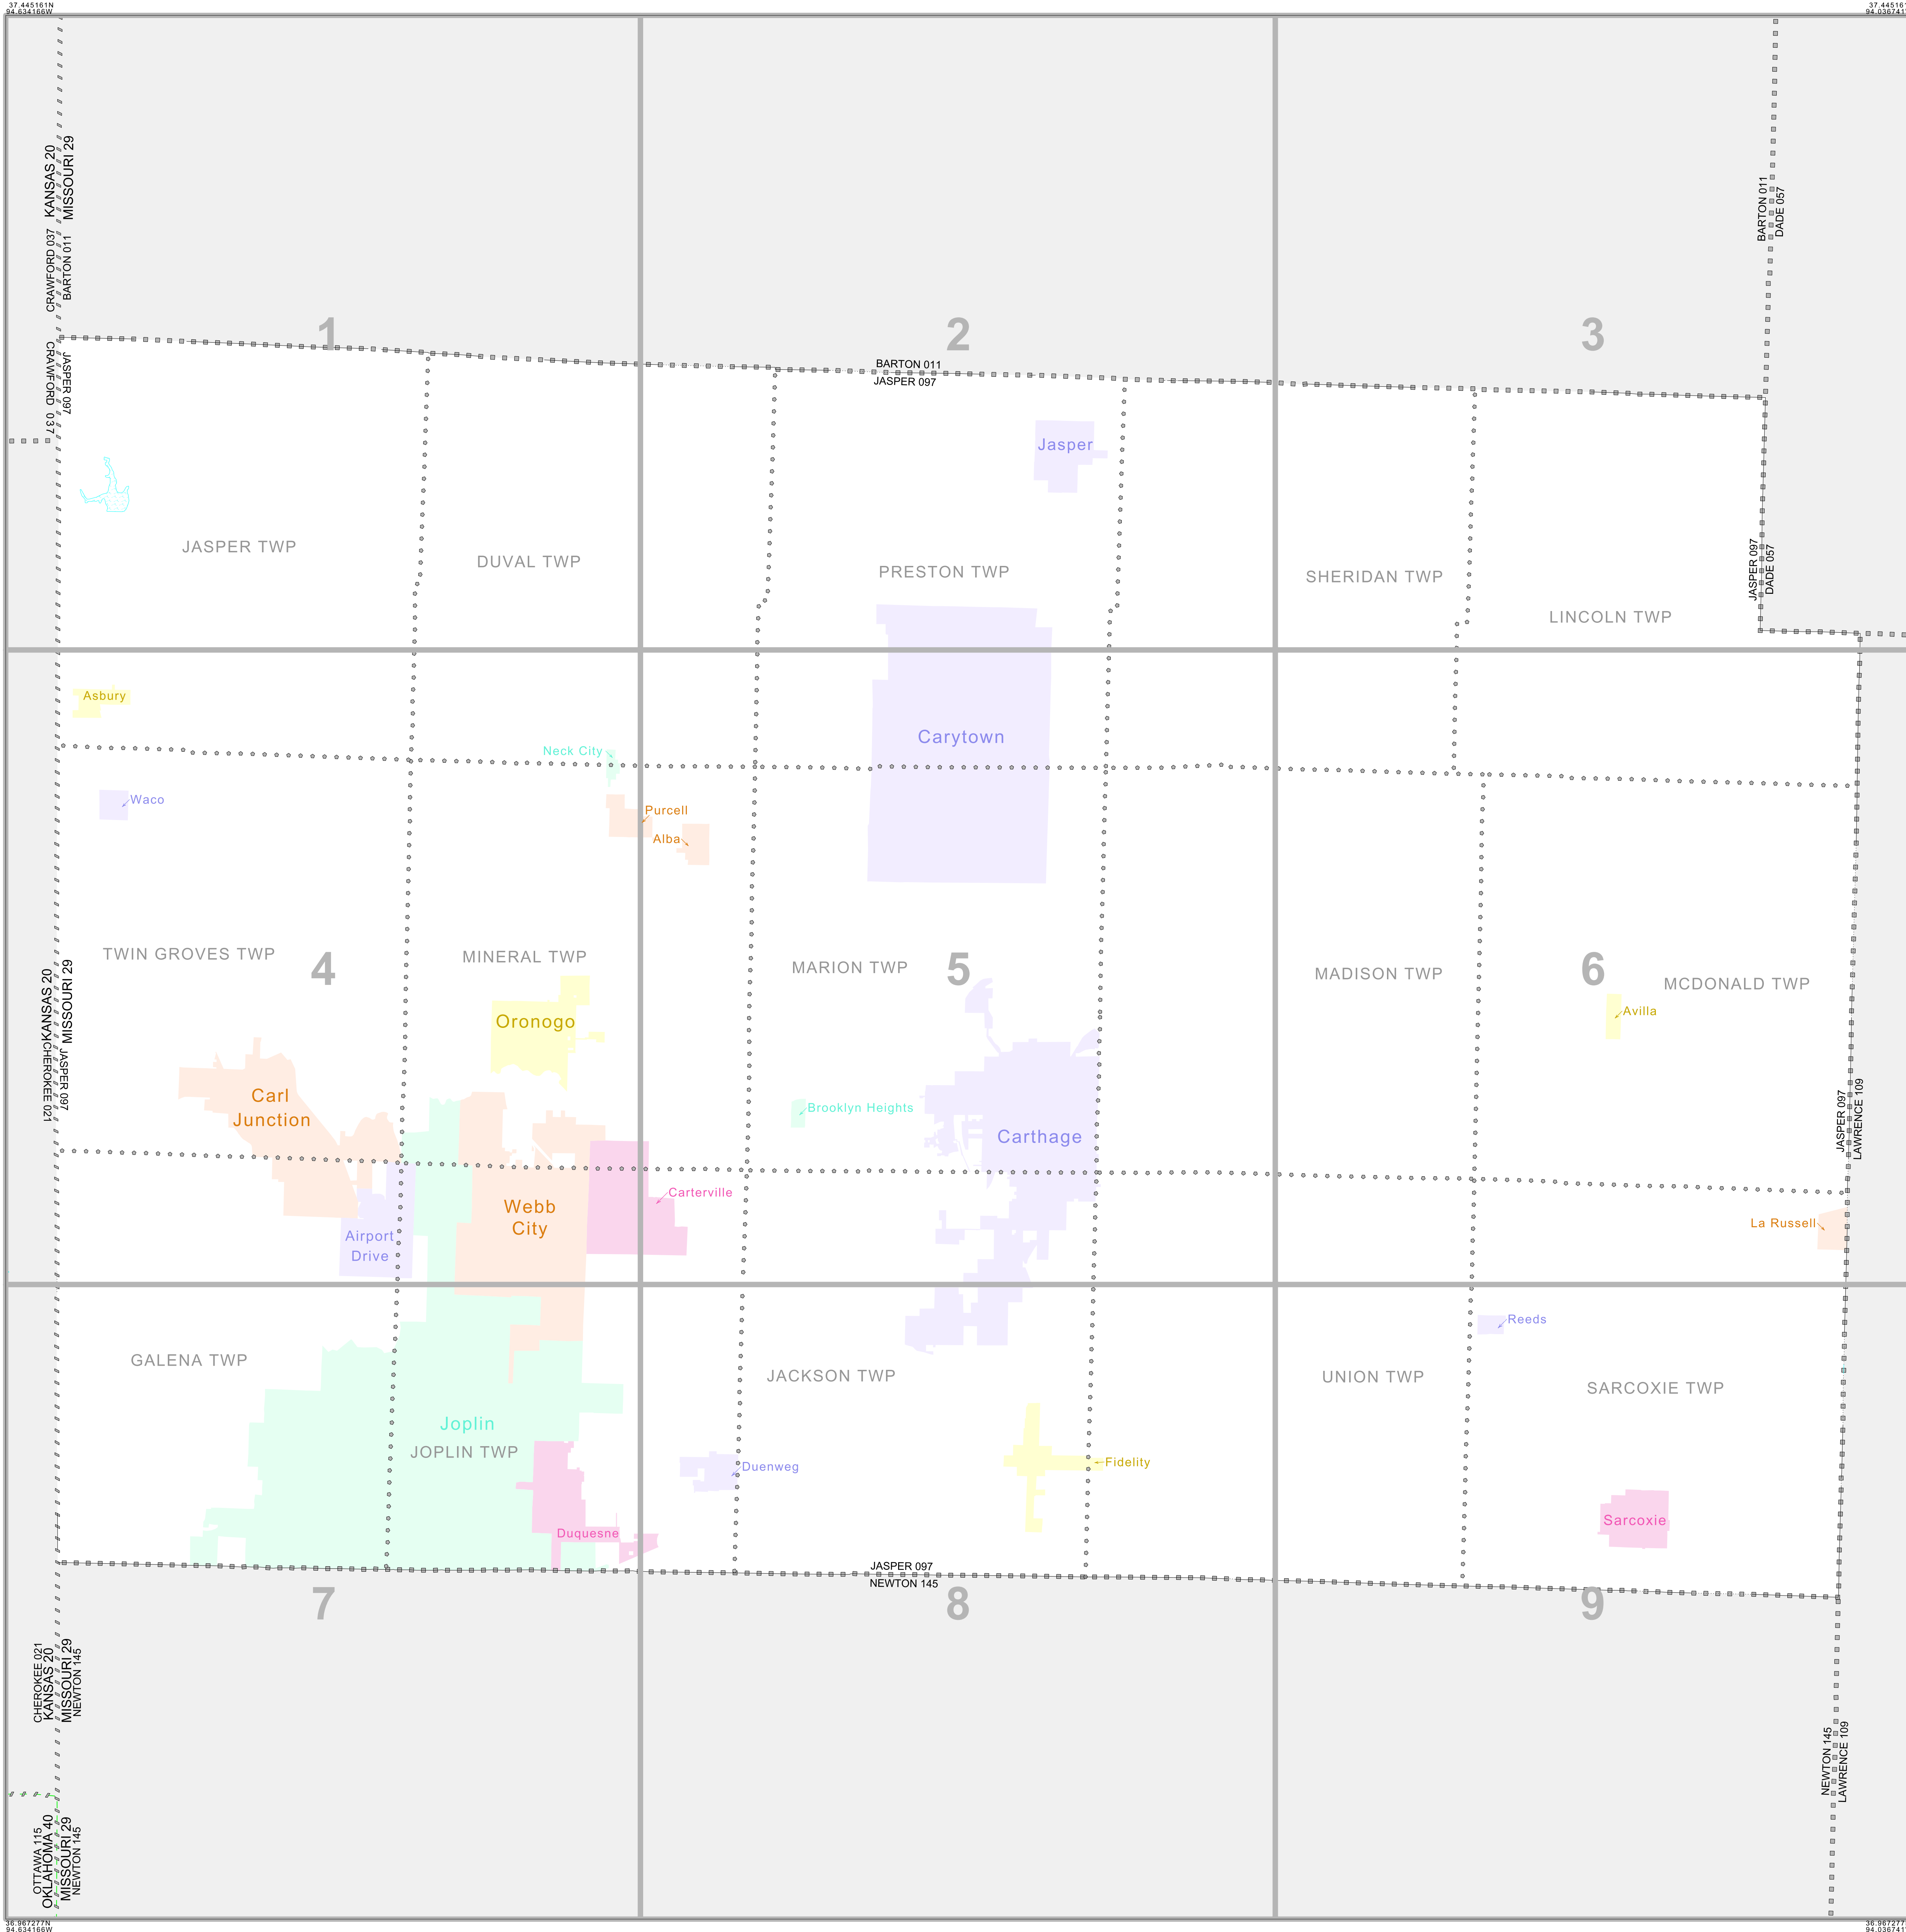 37.445161N
94.634166W
37.44516
94.036741
KANSAS 20
MISSOURI 29
CRAWFORD 037
BARTON 011
BARTON 011
DADE 057
1
2
3
CRAWFORD 037
JASPER 097
BARTON 011
JASPER 097
Jasper
JASPER TWP
DUVAL TWP
PRESTON TWP
SHERIDAN TWP
LINCOLN TWP
JASPER 097
DADE 057
Asbury
Neck City
Carytown
Waco
Purcell
Alba
TWIN GROVES TWP
4
MINERAL TWP
MARION TWP
5
MADISON TWP
6
MCDONALD TWP
KANSAS 20
MISSOURI 29
CHEROKEE 021
JASPER 097
Oronogo
Avilla
Carl
Junction
Brooklyn Heights
Carthage
JASPER 097
LAWRENCE 109
Carterville
Webb
City
Airport
Drive
La Russell
Reeds
GALENA TWP
JACKSON TWP
UNION TWP
SARCOXIE TWP
Joplin
JOPLIN TWP
Duenweg
Fidelity
Duquesne
Sarcoxie
JASPER 097
NEWTON 145
7
8
9
CHEROKEE 021
KANSAS 20
MISSOURI 29
NEWTON 145
NEWTON 145
LAWRENCE 109
OTTAWA 115
OKLAHOMA 40
MISSOURI 29
NEWTON 145
36.967277N
94.634166W
36.967277
94.036741